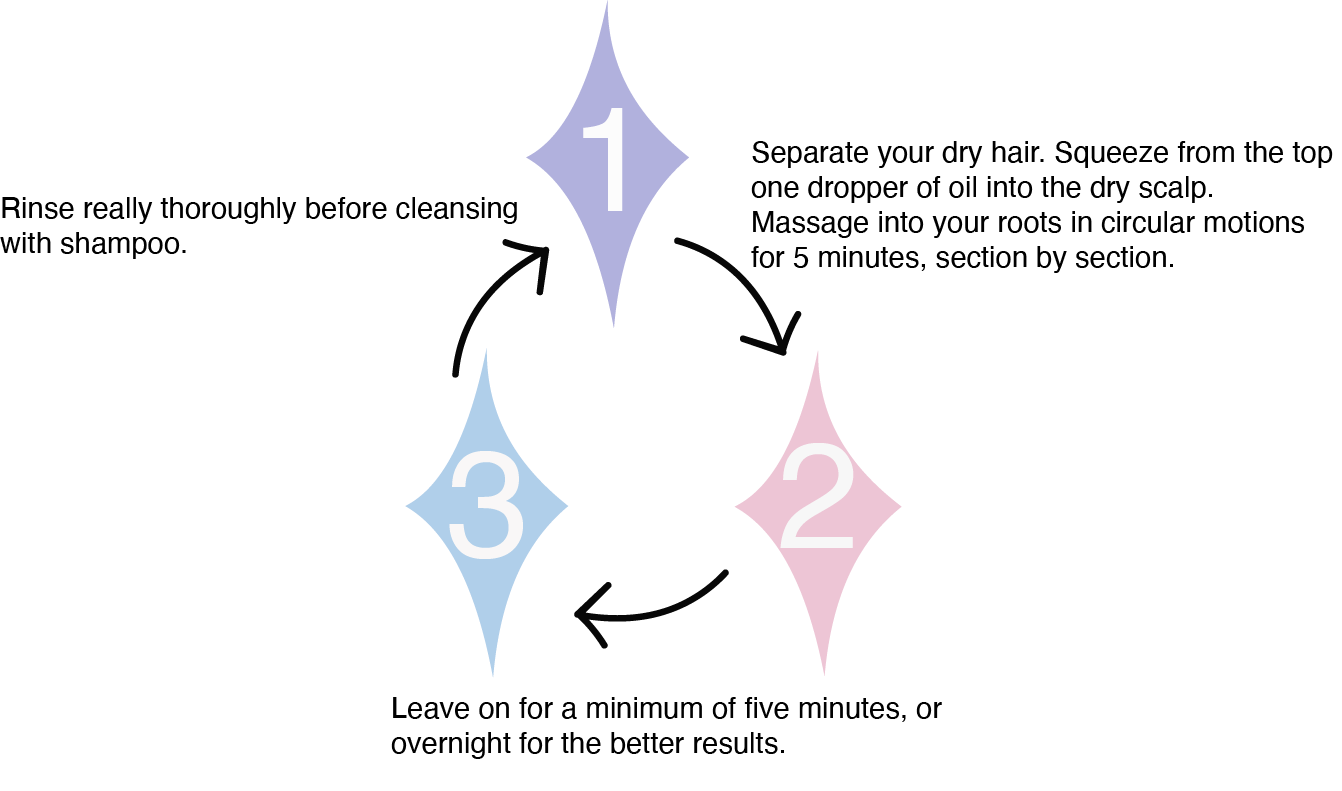 1
Separate your dry hair. Squeeze from the top
one dropper of oil into the dry scalp.
Massage into your roots in circular motions
for 5 minutes, section by section.
2
Leave on for a minimum of five minutes, or
overnight for the better results.
3
Rinse really thoroughly before cleansing
with shampoo.